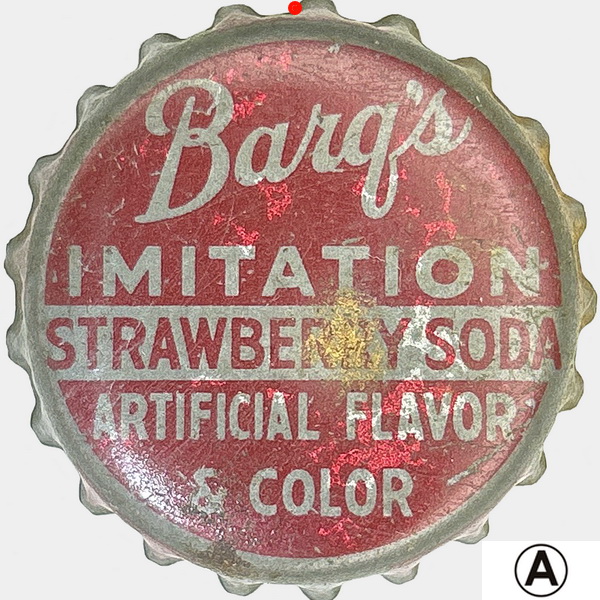 Barq's
IMITATION
STRAWBERRY SODA
ARTIFICIAL FLAVOR
& COLOR
A